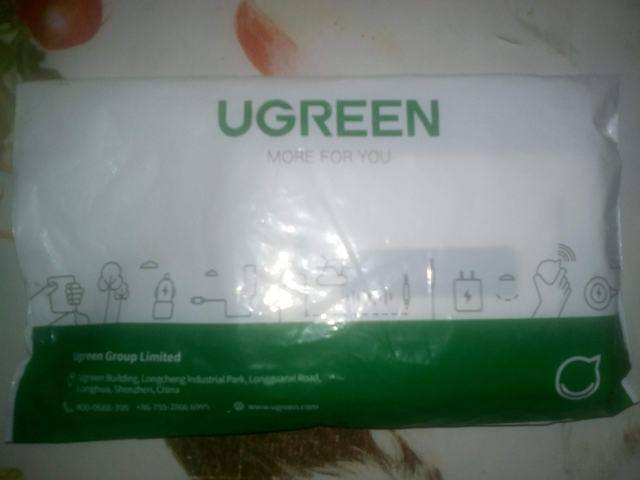 UGREEN
MORE FOR YOU
Ugreen Group Limited
Ugreen Building, Longcheng Industrial Park, Longguanxi Road,
Longhua, Shenzhen, China
www.ugreen.com